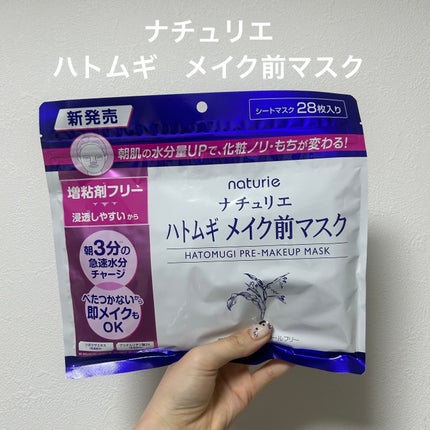 ナチュリエ
ハトムギ　メイク前マスク
新発売
シートマスク 28枚入り
朝肌の水分量UPで、化粧ノリ・もちが変わる!
増粘剤フリー
浸透しやすいから
朝3分の
急速水分
チャージ
べたつかないから
即メイクも
OK
naturie
ナチュリエ
ハトムギ メイク前マスク
HATOMUGI PRE-MAKEUP MASK